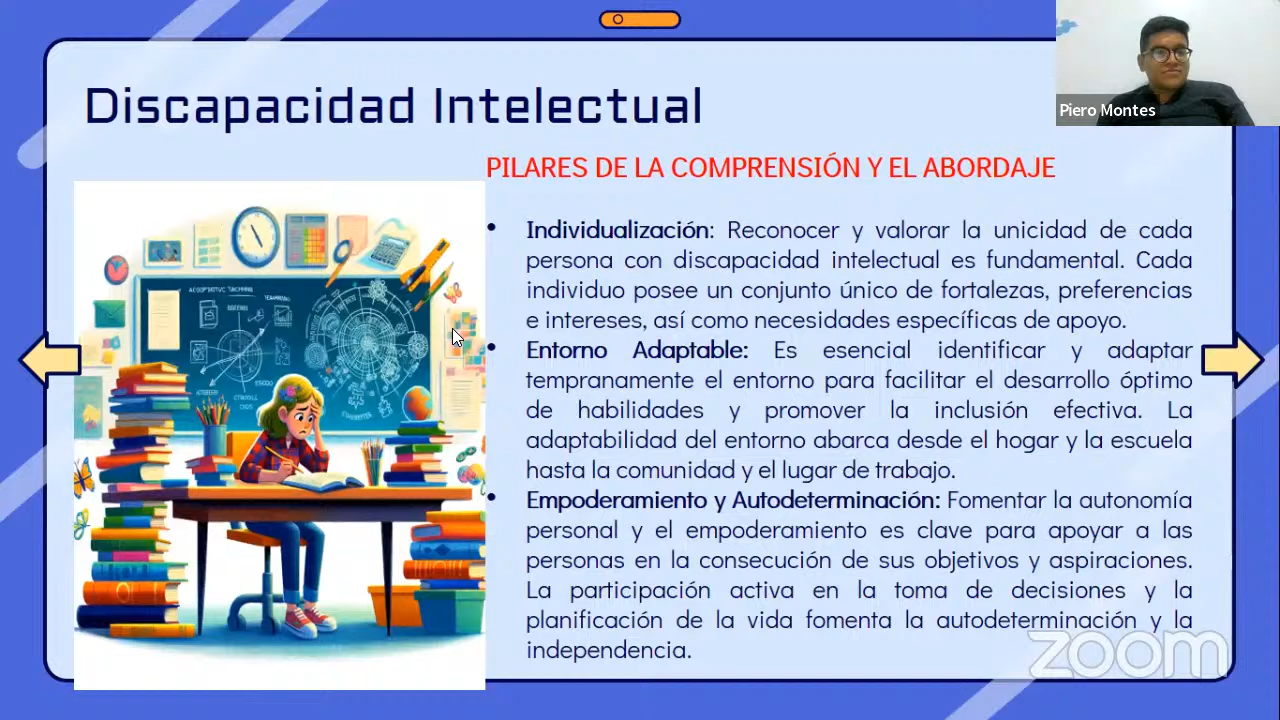 Discapacidad Intelectual
Piero Montes
PILARES DE LA COMPRENSIÓN Y EL ABORDAJE
• Individualización: Reconocer y valorar la unicidad de cada
persona con discapacidad intelectual es fundamental. Cada
individuo posee un conjunto único de fortalezas, preferencias
e intereses, así como necesidades específicas de apoyo.
• Entorno Adaptable: Es esencial identificar y adaptar
tempranamente el entorno para facilitar el desarrollo óptimo
de habilidades y promover la inclusión efectiva. La
adaptabilidad del entorno abarca desde el hogar y la escuela
hasta la comunidad y el lugar de trabajo.
• Empoderamiento y Autodeterminación: Fomentar la autonomía
personal y el empoderamiento es clave para apoyar a las
personas en la consecución de sus objetivos y aspiraciones.
La participación activa en la toma de decisiones y la
planificación de la vida fomenta la autodeterminación y la
independencia.
zoom